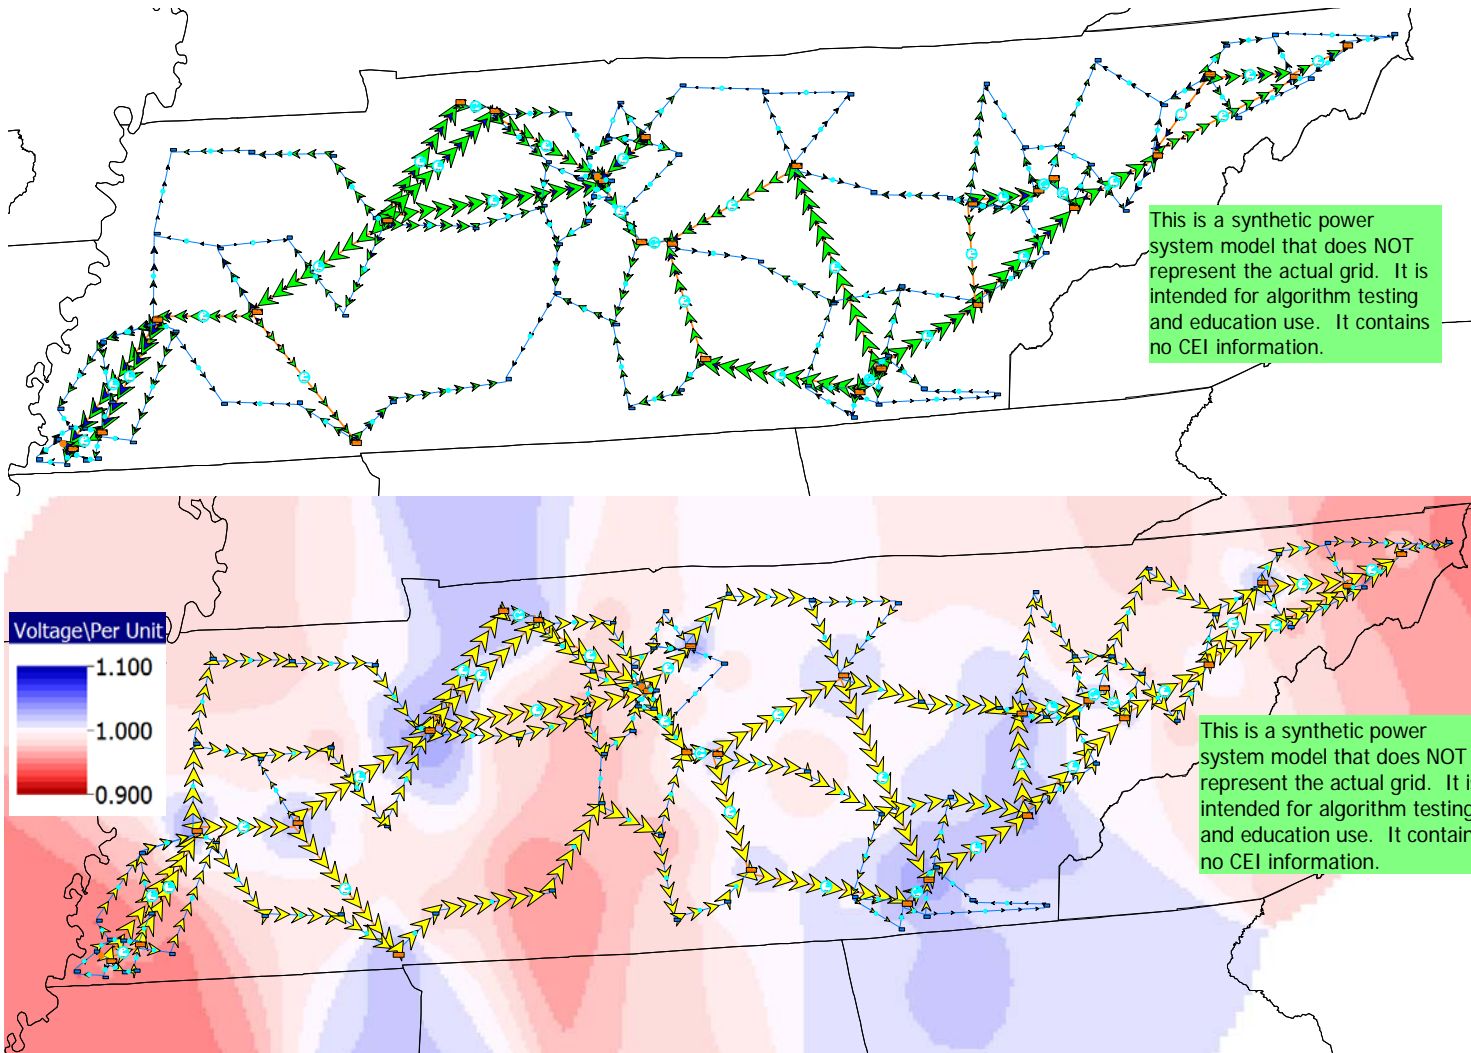 This is a synthetic power
system model that does NOT
represent the actual grid. It is
intended for algorithm testing
and education use. It contains
no CEI information.
Voltage\Per Unit
1.100
1.000
0.900
This is a synthetic power
system model that does NOT
represent the actual grid. It i
intended for algorithm testing
and education use. It contain
no CEI information.